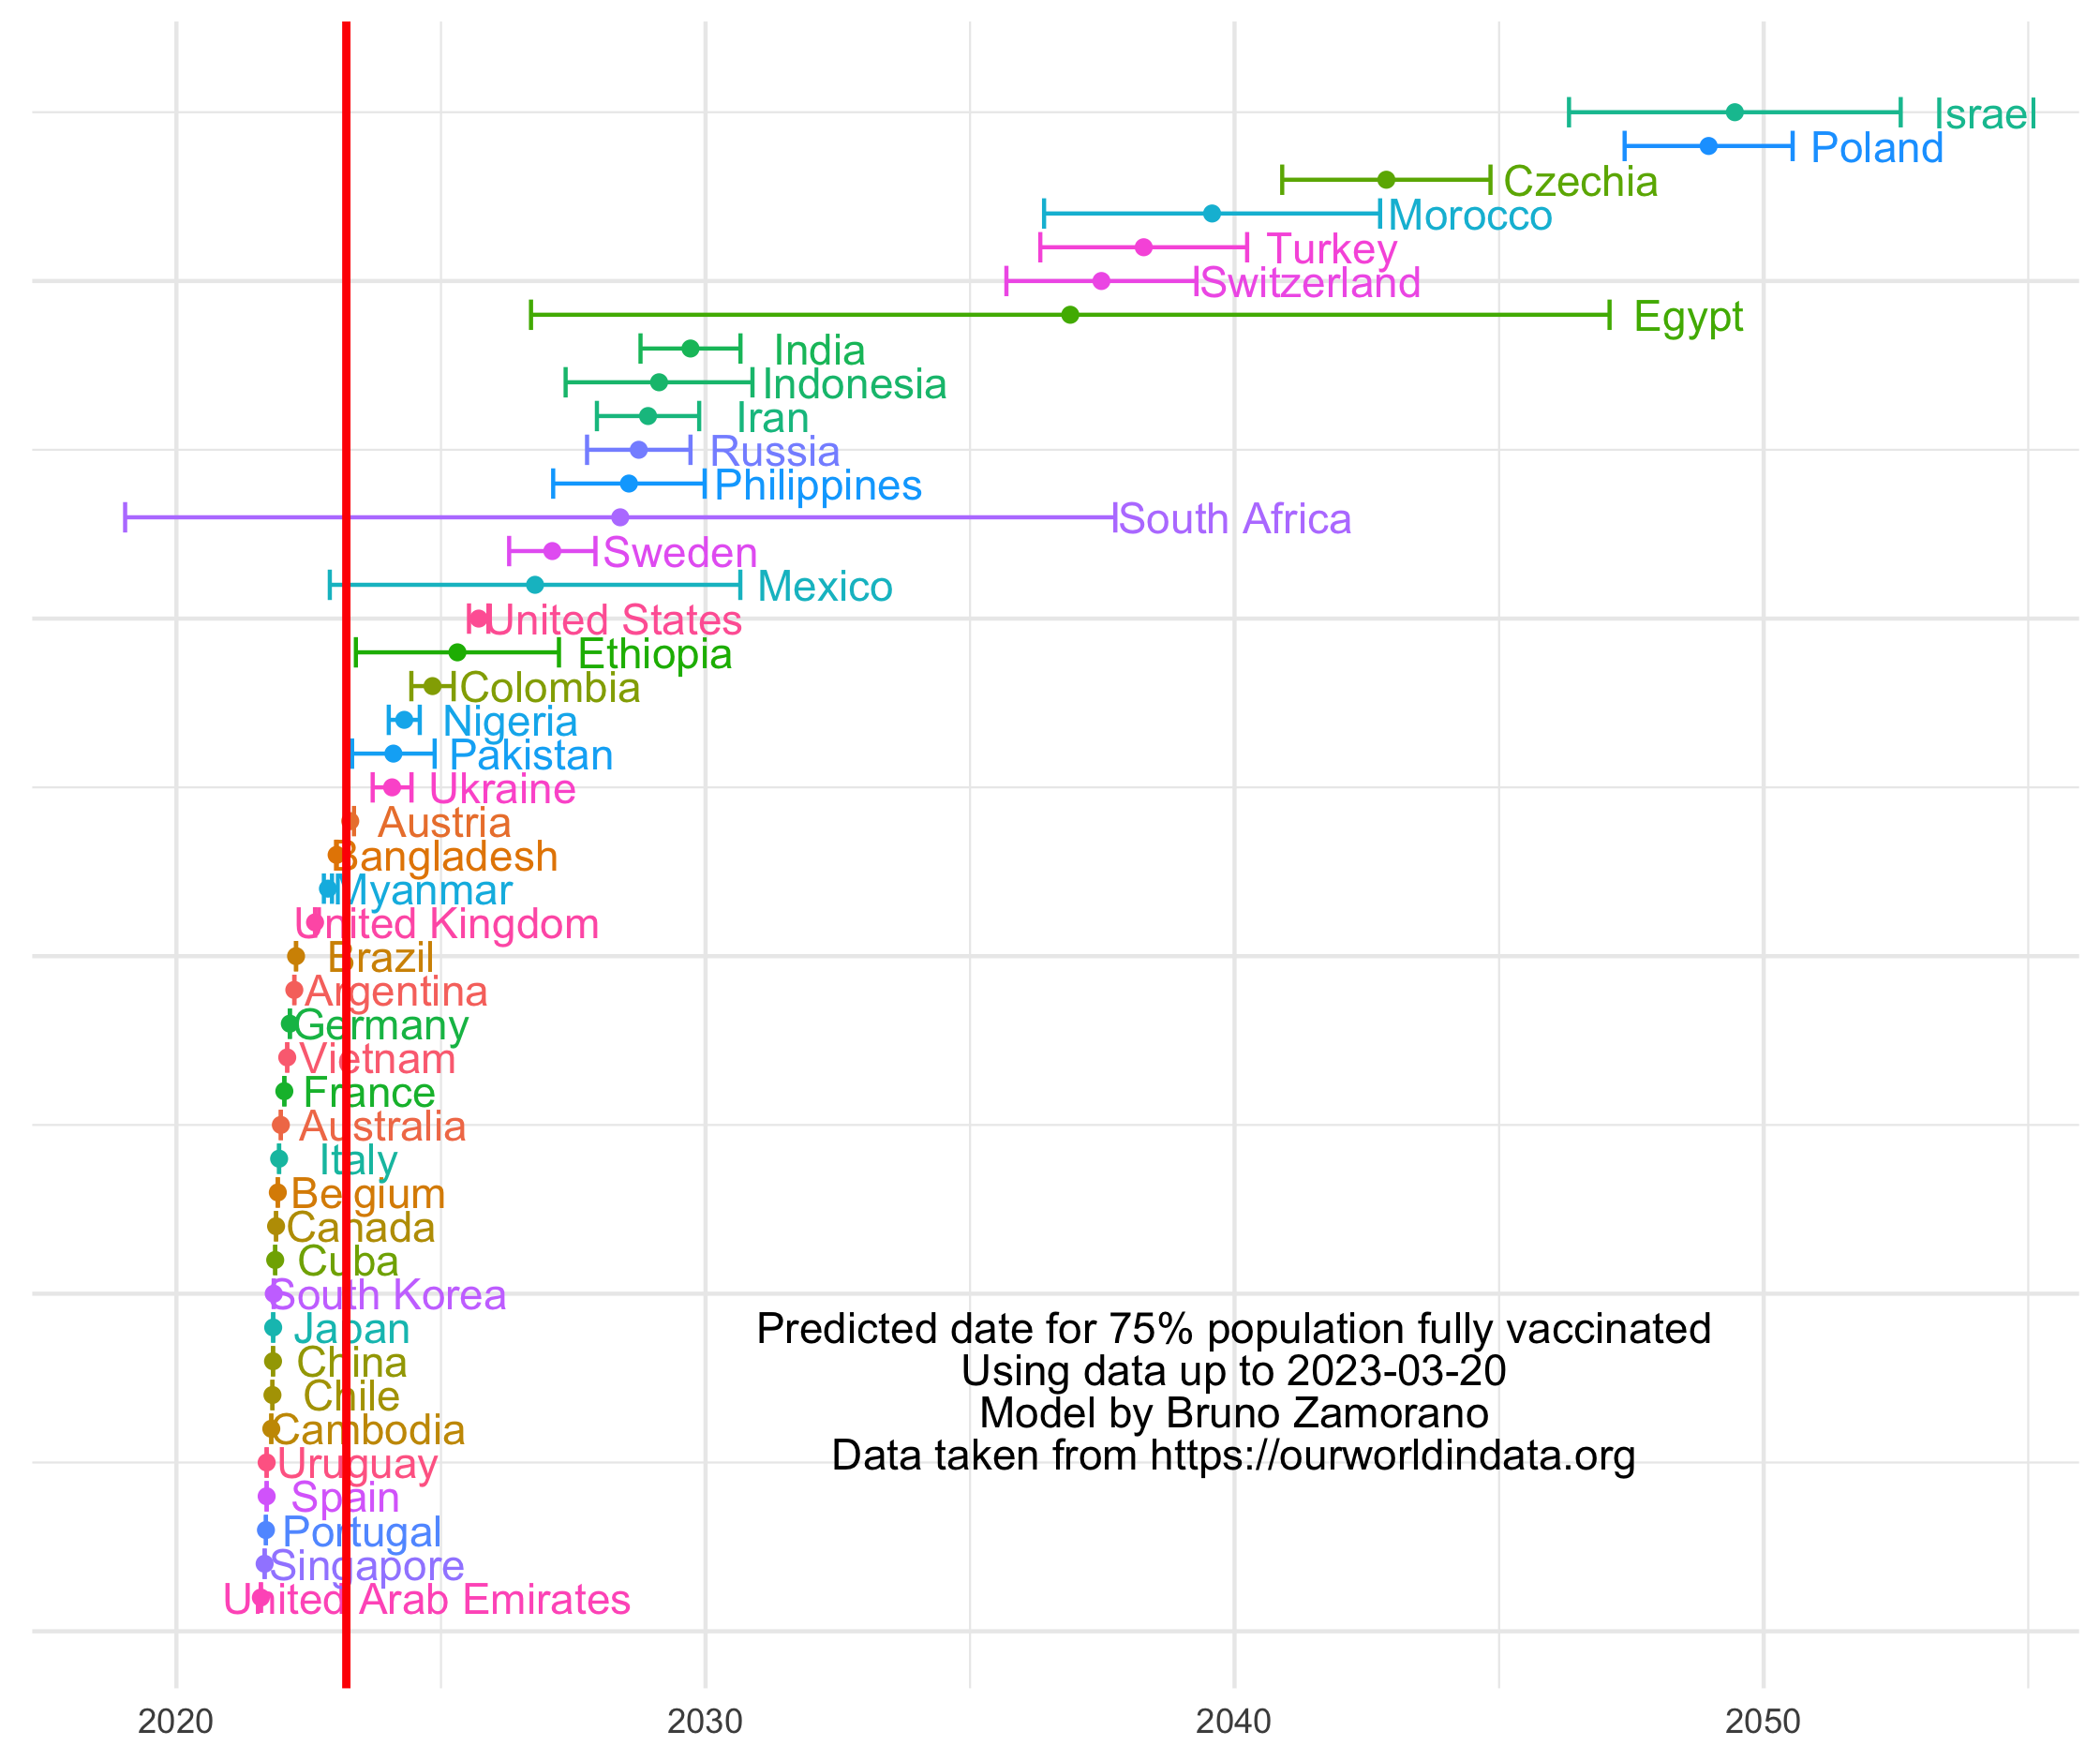 Israel
Poland
Czechia
Morocco
Turkey
Switzerland
Egypt
India
Indonesia
Iran
Russia
Philippines
South Africa
Sweden
Mexico
United States
Ethiopia
Colombia
Nigeria
Pakistan
Ukraine
Austria
Bangladesh
Myanmar
United Kingdom
Brazil
Argentina
Germany
Vietnam
France
Australia
Italy
Belgium
Canada
Cuba
South Korea
Japan
China
Chile
Cambodia
Uruguay
Spain
Portugal
Singapore
United Arab Emirates
Predicted date for 75% population fully vaccinated
Using data up to 2023-03-20
Model by Bruno Zamorano
Data taken from https://ourworldindata.org
2020 2030 2040 2050